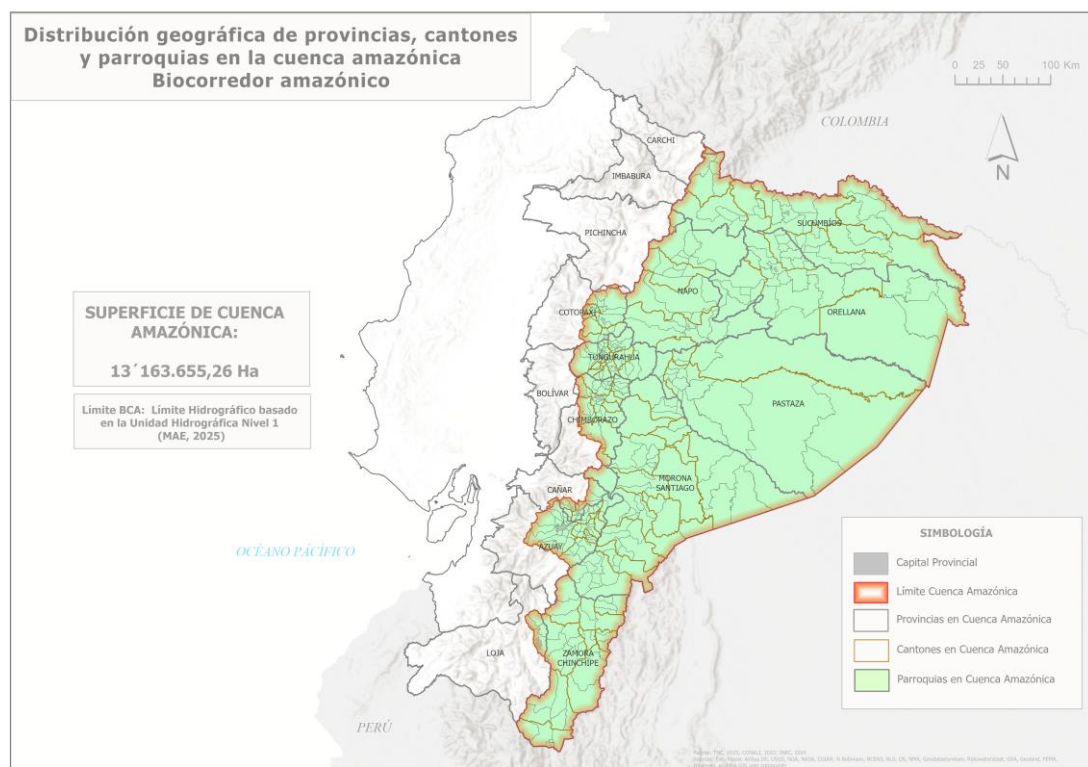 Distribución geográfica de provincias, cantones
y parroquias en la cuenca amazónica
Biocorredor amazónico
0 25 50 100 Km
COLOMBIA
N
CARCHI
IMBABURA
PICHINCHA
SUCUMBÍOS
NAPO
ORELLANA
COTOPAXI
TUNGURAHUA
BOLÍVAR
PASTAZA
CHIMBORAZO
MORONA
SANTIAGO
CAÑAR
AZUAY
LOJA
ZAMORA
CHINCHIPE
SUPERFICIE DE CUENCA
AMAZÓNICA:
13´163.655,26 Ha
Límite BCA: Límite Hidrográfico basado
en la Unidad Hidrográfica Nivel 1
(MAE, 2025)
OCÉANO PÁCÍFICO
PERÚ
SIMBOLOGÍA
Capital Provincial
Límite Cuenca Amazónica
Provincias en Cuenca Amazónica
Cantones en Cuenca Amazónica
Parroquias en Cuenca Amazónica